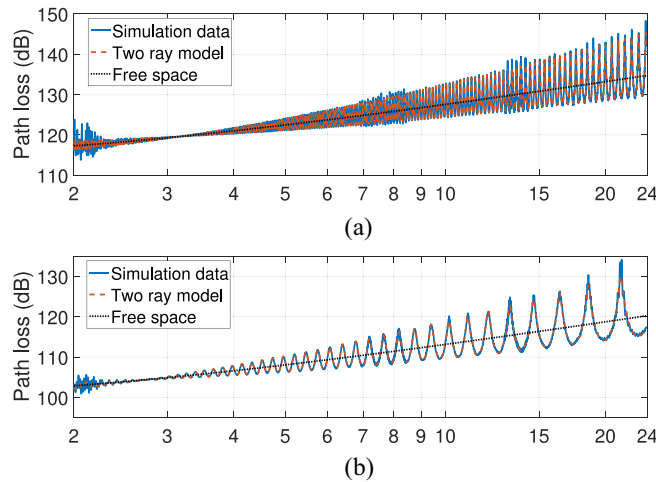 150
140
130
120
110
Path loss (dB)
Simulation data
Two ray model
Free space
2 3 4 5 6 7 8 9 10 15 20 24
(a)
130
120
110
100
Path loss (dB)
Simulation data
Two ray model
Free space
2 3 4 5 6 7 8 9 10 15 20 24
(b)